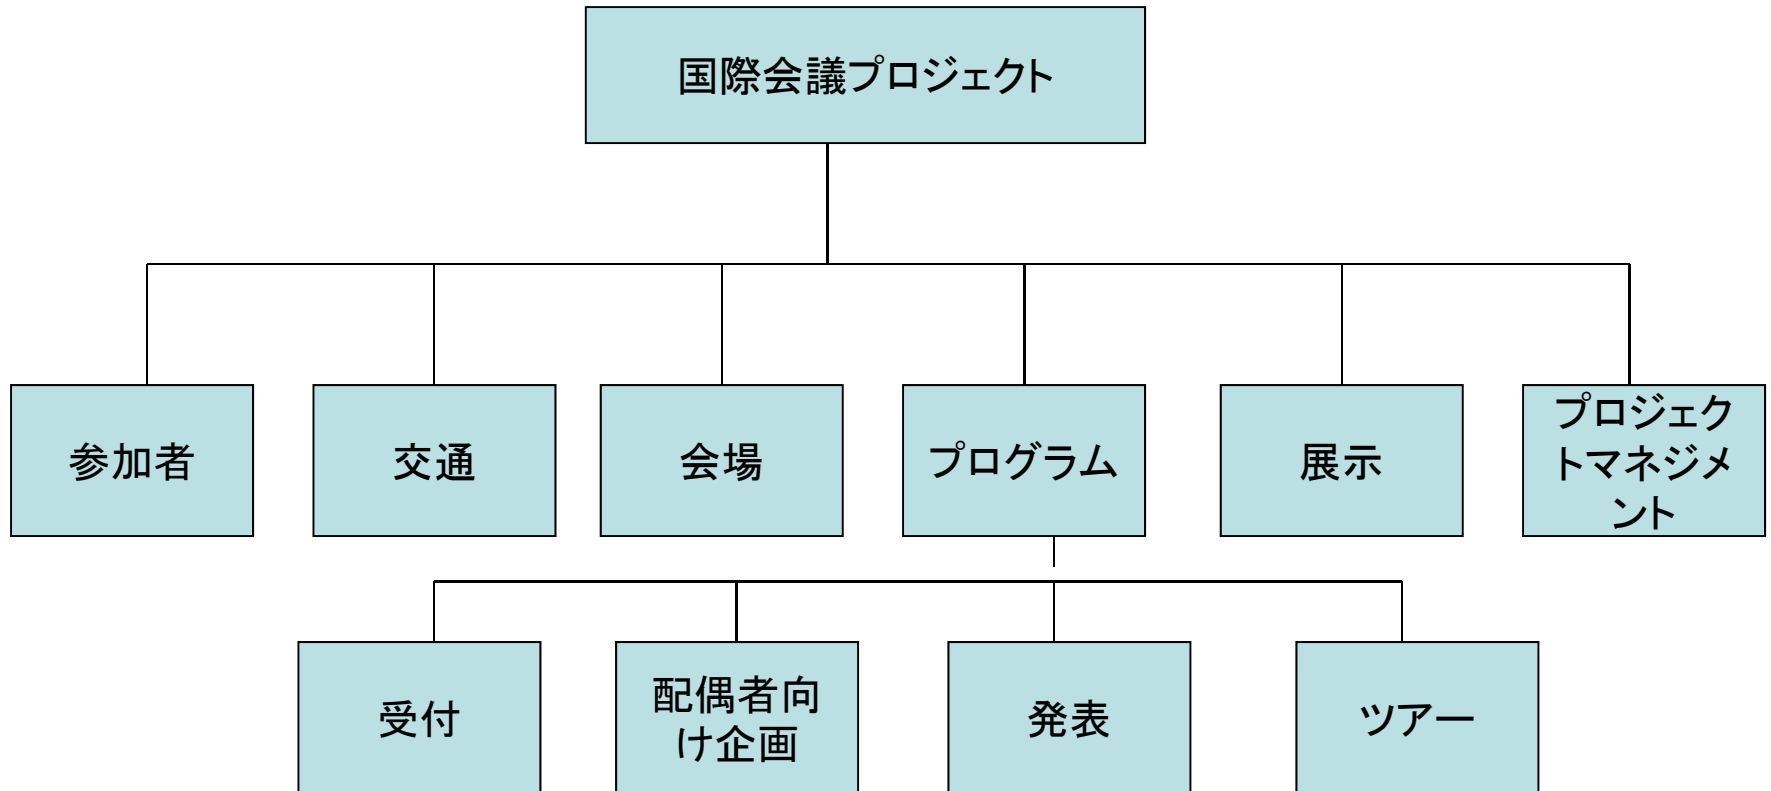 国際会議プロジェクト
参加者
交通
会場
プログラム
展示
プロジェク
トマネジメ
ント
受付
配偶者向
け企画
発表
ツアー